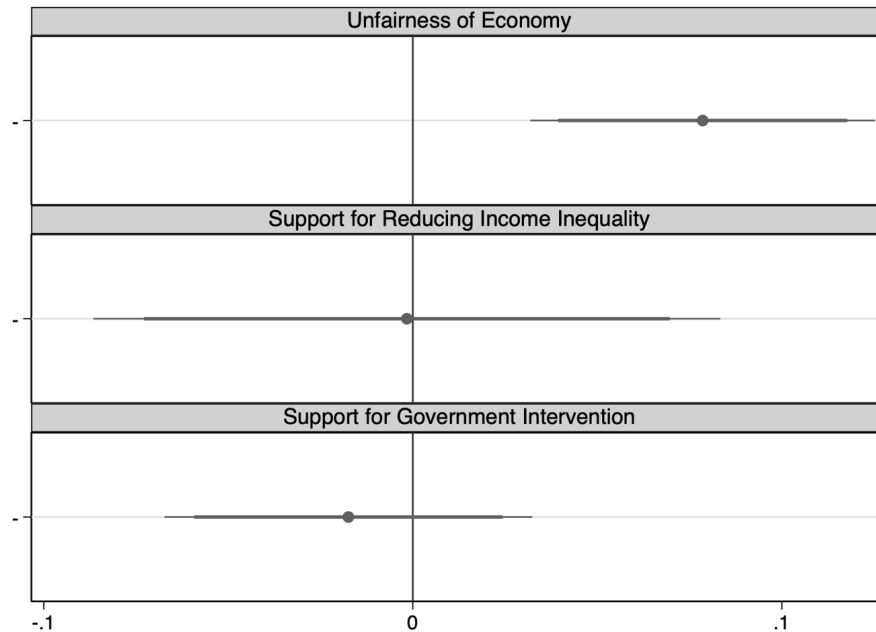 Unfairness of Economy
-
Support for Reducing Income Inequality
-
Support for Government Intervention
-
-.1 0 .1